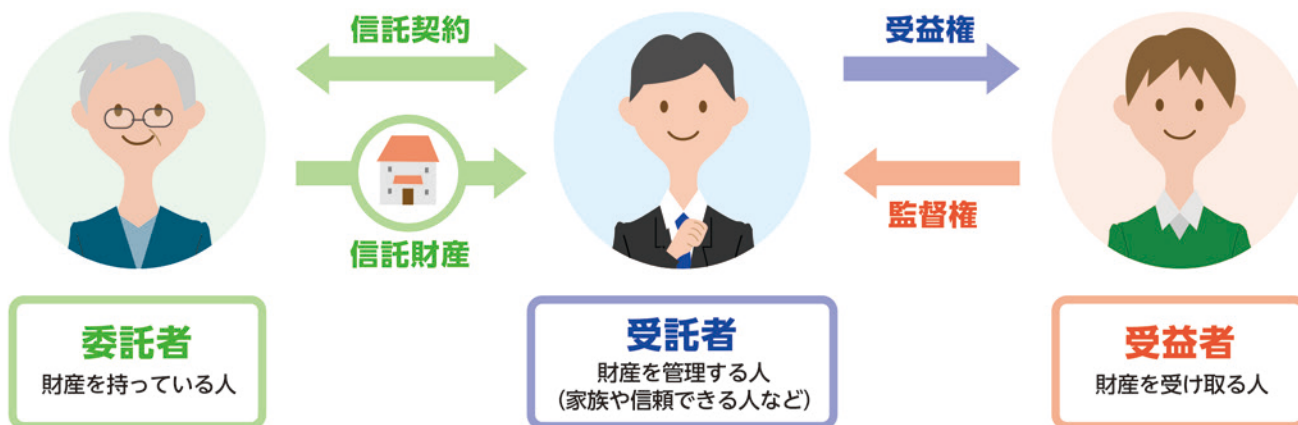 信託契約
信託財産
受益権
監督権
委託者
財産を持っている人
受託者
財産を管理する人
（家族や信頼できる人など）
受益者
財産を受け取る人